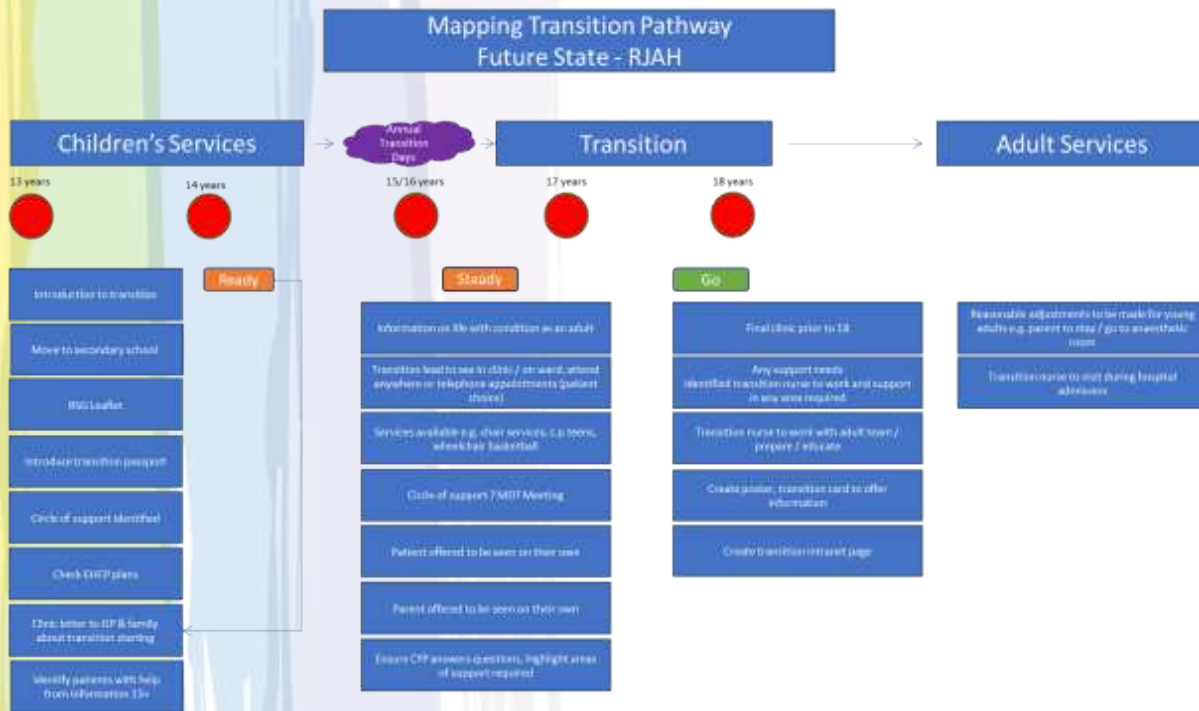 Mapping Transition Pathway
Future State - RJAH
Children's Services
Annual
Transition
Days
Transition
Adult Services
13 years
14 years
15/16 years
17 years
18 years
Ready
Steady
Go
Introduction to transition
Move to secondary school
RSG Leaflet
Introduce transition passport
Circle of support identified
Check EHCP plans
Clinic letter to GP & family
about transition starting
Identify patients with help
from information 13+
Information on life with condition as an adult
Transition lead to see in clinic / on ward, attend
anywhere or telephone appointments (patient
choice)
Services available e.g. chair services, c.p teens,
wheelchair basketball
Circle of support ? MDT Meeting
Patient offered to be seen on their own
Parent offered to be seen on their own
Ensure CYP answers questions, highlight areas
of support required
Final clinic prior to 18
Any support needs
Identified transition nurse to work and support
in any area required
Transition nurse to work with adult team /
prepare / educate
Create poster, transition card to offer
information
Create transition intranet page
Reasonable adjustments to be made for young
adults e.g. parent to stay / go to anaesthetic
room
Transition nurse to visit during hospital
admission